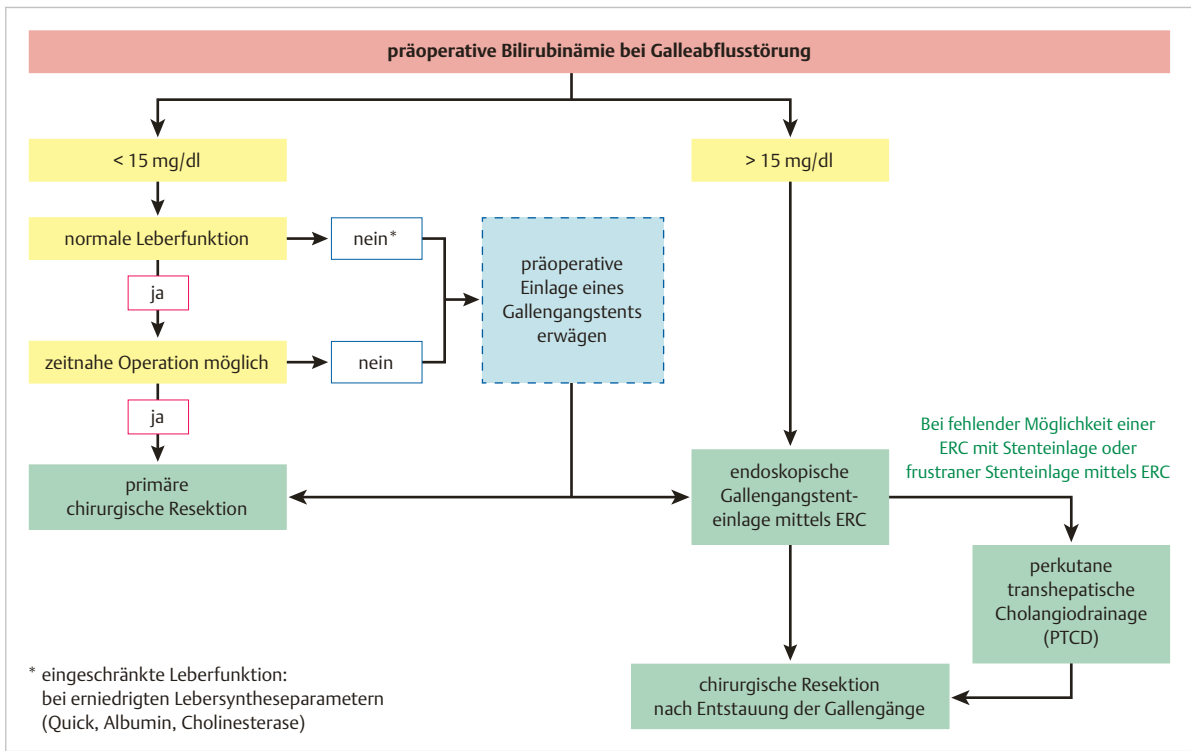 präoperative Bilirubinämie bei Galleabflussstörung
< 15 mg/dl
> 15 mg/dl
normale Leberfunktion
nein*
ja
zeitnahe Operation möglich
nein
ja
präoperative
Einlage eines
Gallengangstents
erwägen
primäre
chirurgische Resektion
endoskopische
Gallengangstent-
einlage mittels ERC
Bei fehlender Möglichkeit einer
ERC mit Stenteinlage oder
frustraner Stenteinlage mittels ERC
perkutane
transhepatische
Cholangiodrainage
(PTCD)
chirurgische Resektion
nach Entstauung der Gallengänge
* eingeschränkte Leberfunktion:
bei erniedrigten Lebersyntheseparametern
(Quick, Albumin, Cholinesterase)